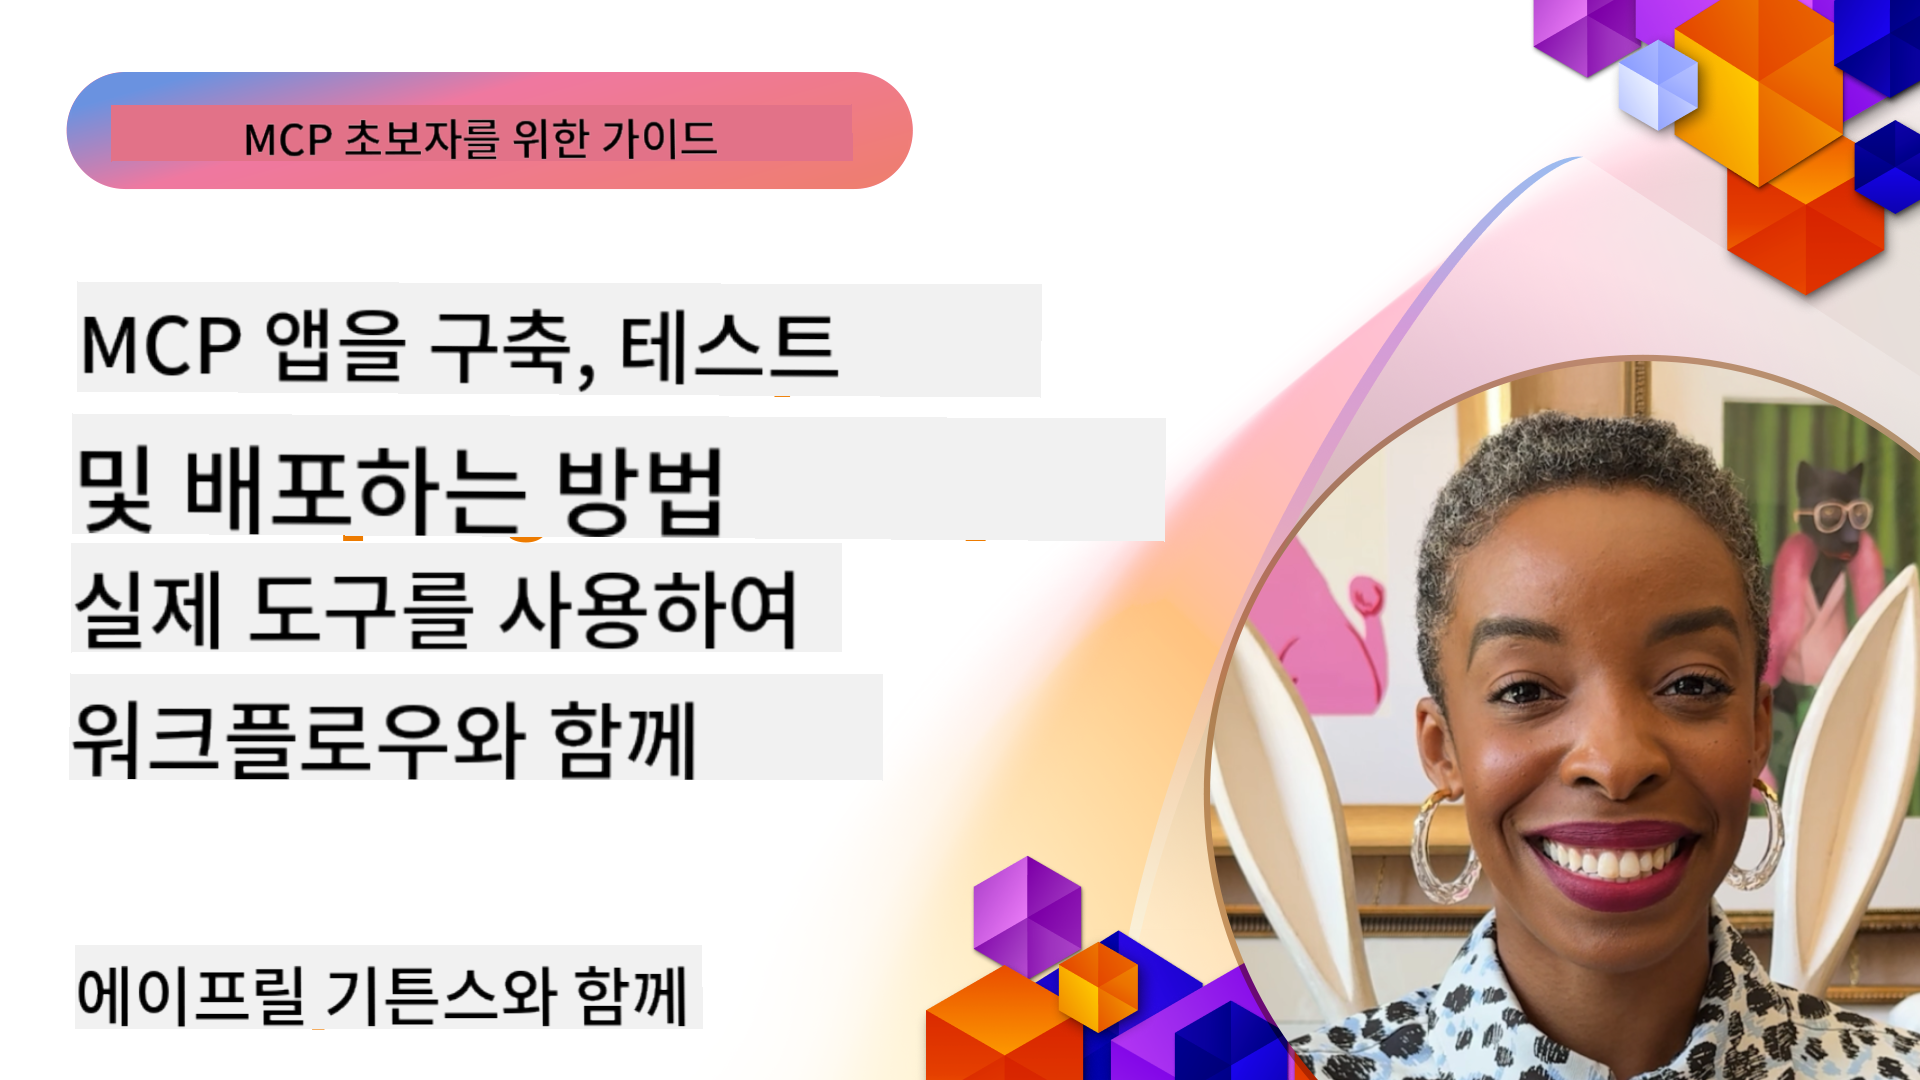 MCP 초보자를 위한 가이드
MCP 앱을 구축, 테스트
및 배포하는 방법
실제 도구를 사용하여
워크플로우와 함께
에이프릴 기튼스와 함께